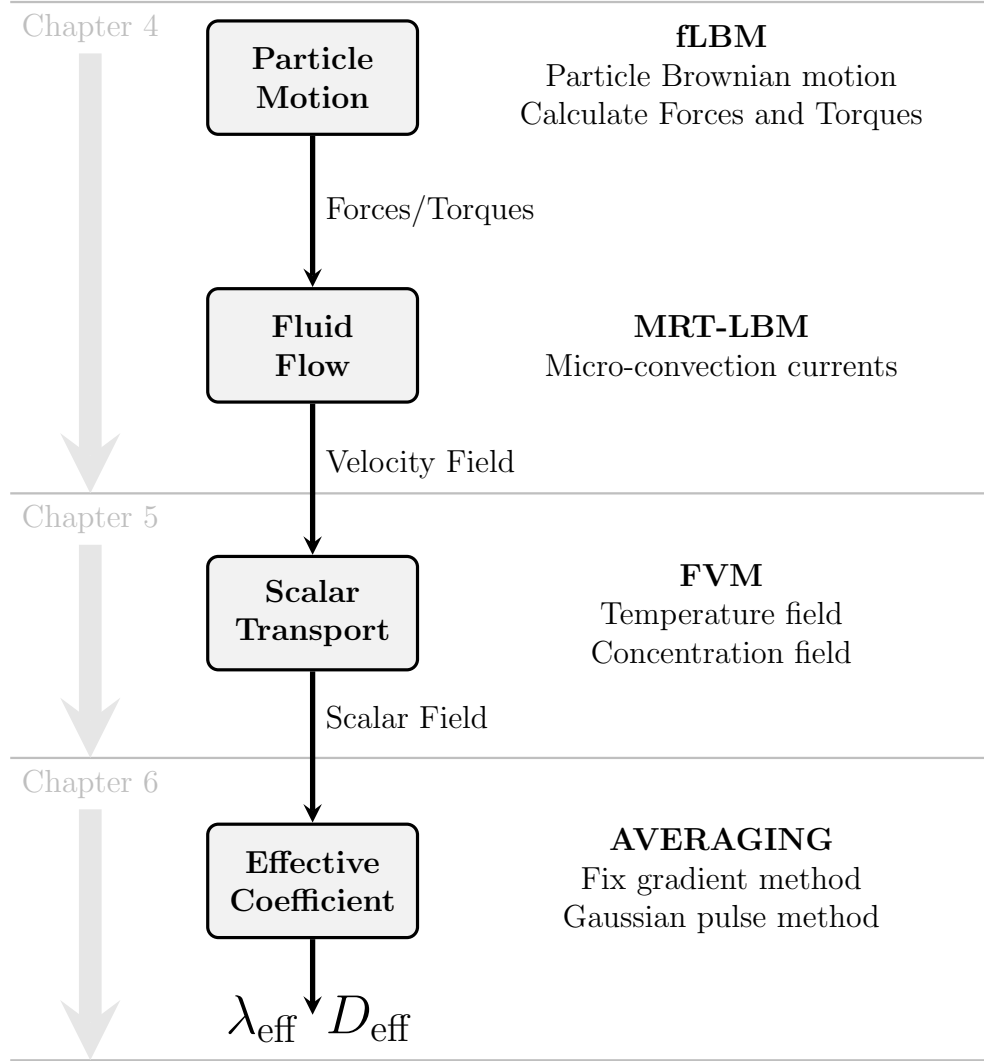 Chapter 4
Particle
Motion
fLBM
Particle Brownian motion
Calculate Forces and Torques
Forces/Torques
Fluid
Flow
MRT-LBM
Micro-convection currents
Velocity Field
Chapter 5
Scalar
Transport
FVM
Temperature field
Concentration field
Scalar Field
Chapter 6
Effective
Coefficient
AVERAGING
Fix gradient method
Gaussian pulse method
λeff Deff